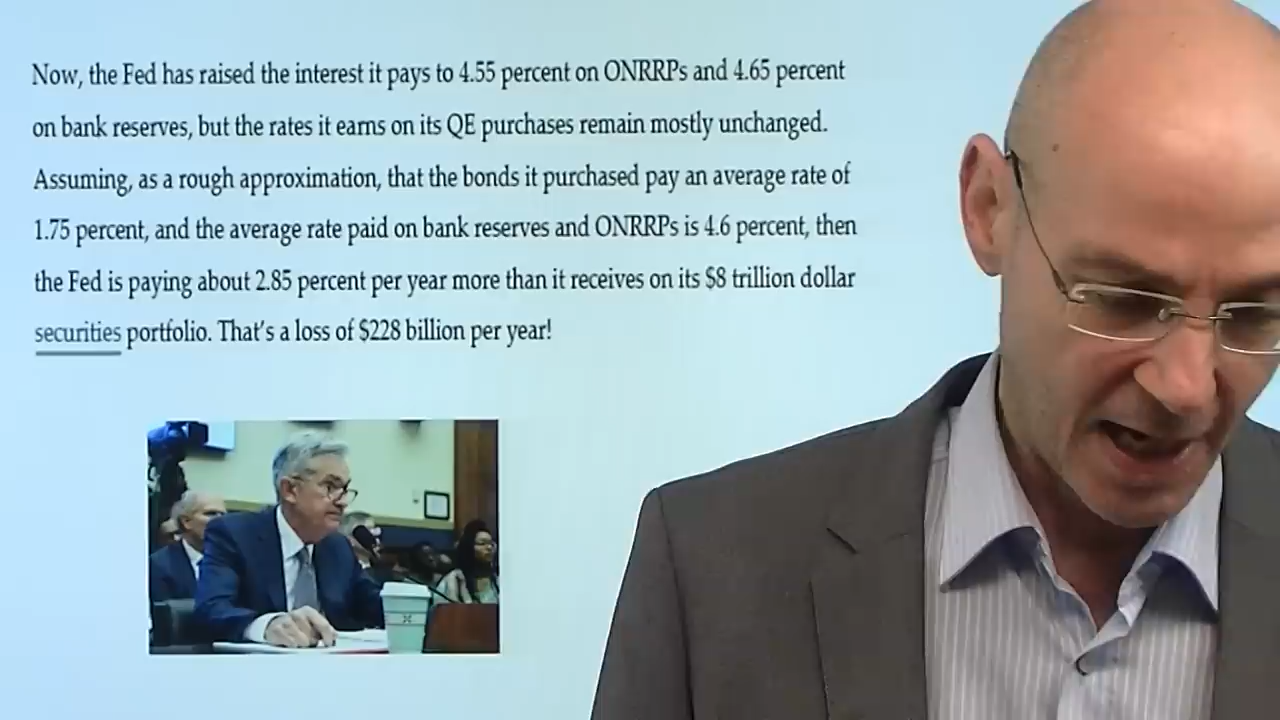 Now, the Fed has raised the interest it pays to 4.55 percent on ONRRPs and 4.65 percent
on bank reserves, but the rates it earns on its QE purchases remain mostly unchanged.
Assuming, as a rough approximation, that the bonds it purchased pay an average rate of
1.75 percent, and the average rate paid on bank reserves and ONRRPs is 4.6 percent, then
the Fed is paying about 2.85 percent per year more than it receives on its $8 trillion dollar
securities portfolio. That's a loss of $228 billion per year!